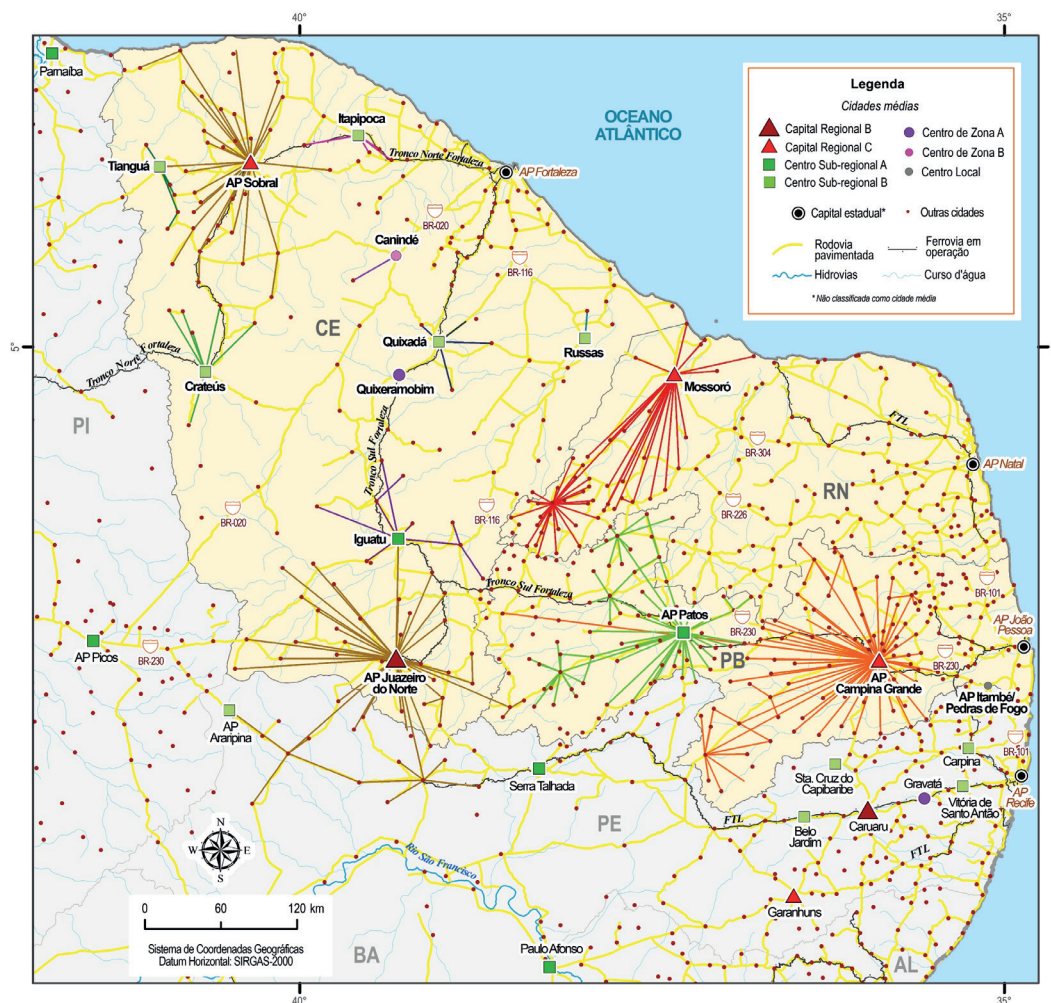 40°
35°
Parnaíba
Itapipoca
Tianguá
AP Sobral
Tronco Norte Fortaleza
AP Fortaleza
OCEANO
ATLÂNTICO
Legenda
Cidades médias
Capital Regional B
Capital Regional C
Centro Sub-regional A
Centro Sub-regional B
Centro de Zona A
Centro de Zona B
Centro Local
Capital estadual*
Outras cidades
Rodovia
pavimentada
Ferrovia em
operação
Hidrovias
Curso d'água
* Não classificada como cidade média
BR-020
Canindé
BR-116
CE
5°
Quixadá
Russas
Tronco Norte Fortaleza
Crateús
Quixeramobim
Mossoró
PI
Tronco Sul Fortaleza
FTL
BR-304
AP Natal
RN
BR-020
BR-116
BR-226
Iguatu
Tronco Sul Fortaleza
BR-101
AP Patos
BR-230
AP João
Pessoa
AP Picos
BR-230
PB
BR-230
AP Juazeiro
do Norte
AP
Campina Grande
AP Itambé/
Pedras de Fogo
AP
Araripina
BR-101
Carpina
Serra Talhada
Sta. Cruz do
Capibaribe
Gravatá
Vitória de
Santo Antão
AP
Recife
PE
FTL
Belo
Jardim
Caruaru
FTL
N
W
E
S
Rio São Francisco
Garanhuns
0
60
120 km
Sistema de Coordenadas Geográficas
Datum Horizontal: SIRGAS-2000
BA
Paulo Afonso
AL
40°
35°